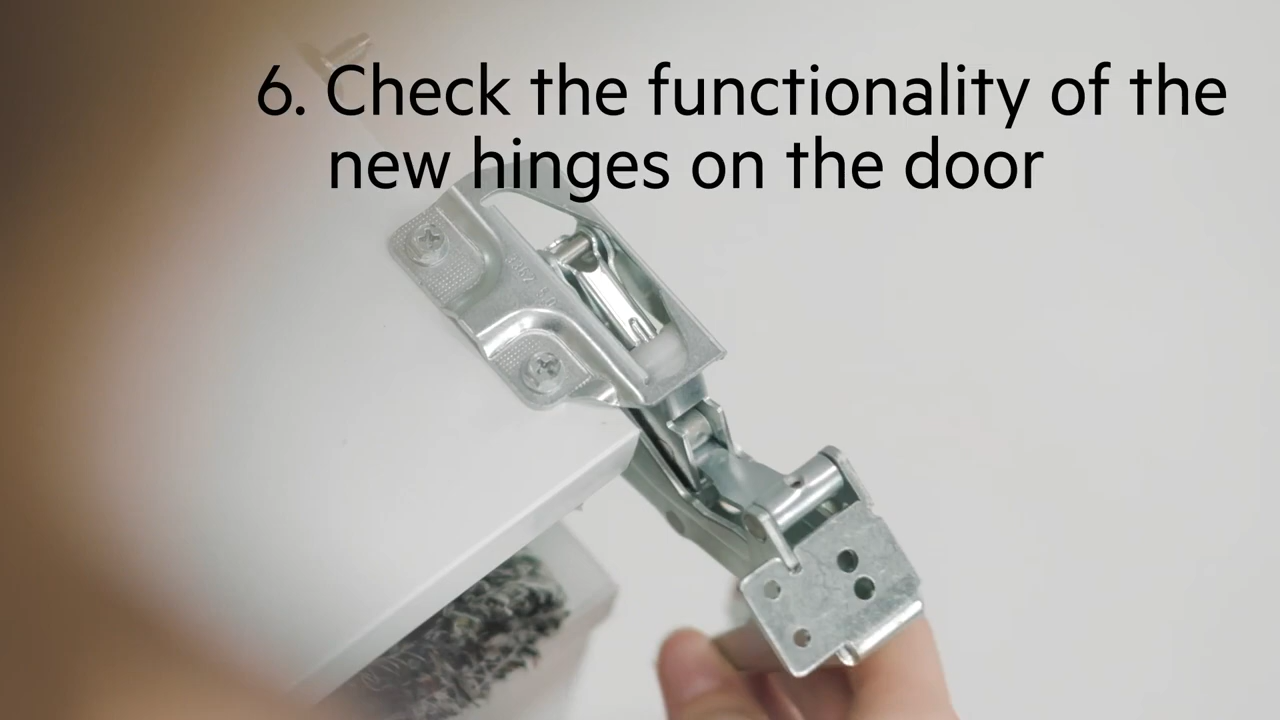 6. Check the functionality of the
new hinges on the door